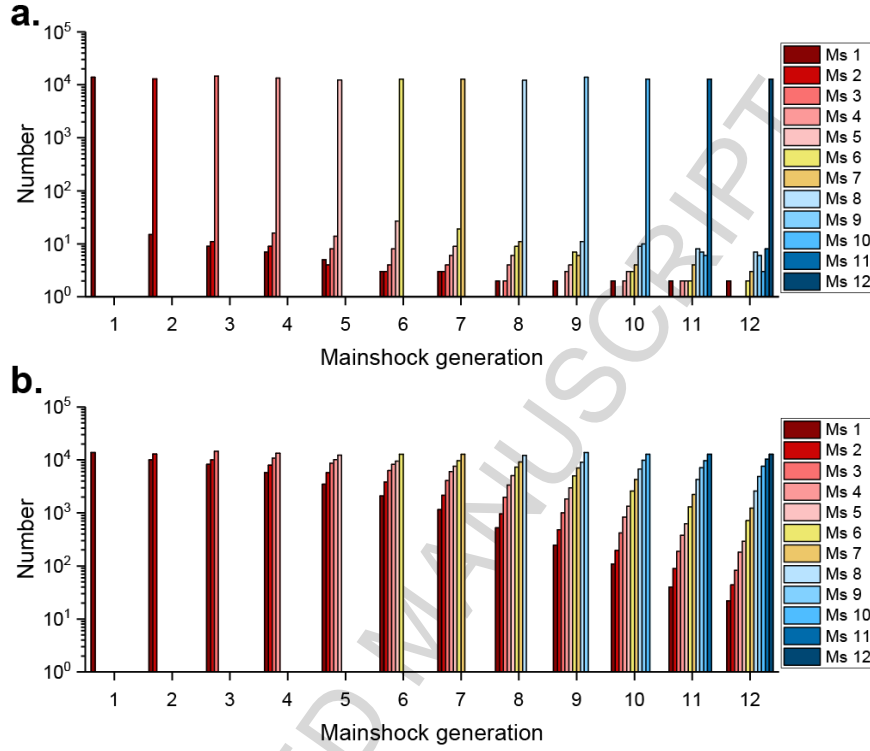 a.
Number
10^5
10^4
10^3
10^2
10^1
10^0
1 2 3 4 5 6 7 8 9 10 11 12
Mainshock generation
Ms 1
Ms 2
Ms 3
Ms 4
Ms 5
Ms 6
Ms 7
Ms 8
Ms 9
Ms 10
Ms 11
Ms 12
b.
Number
10^5
10^4
10^3
10^2
10^1
10^0
1 2 3 4 5 6 7 8 9 10 11 12
Mainshock generation
Ms 1
Ms 2
Ms 3
Ms 4
Ms 5
Ms 6
Ms 7
Ms 8
Ms 9
Ms 10
Ms 11
Ms 12
ED MANUSCRIPT